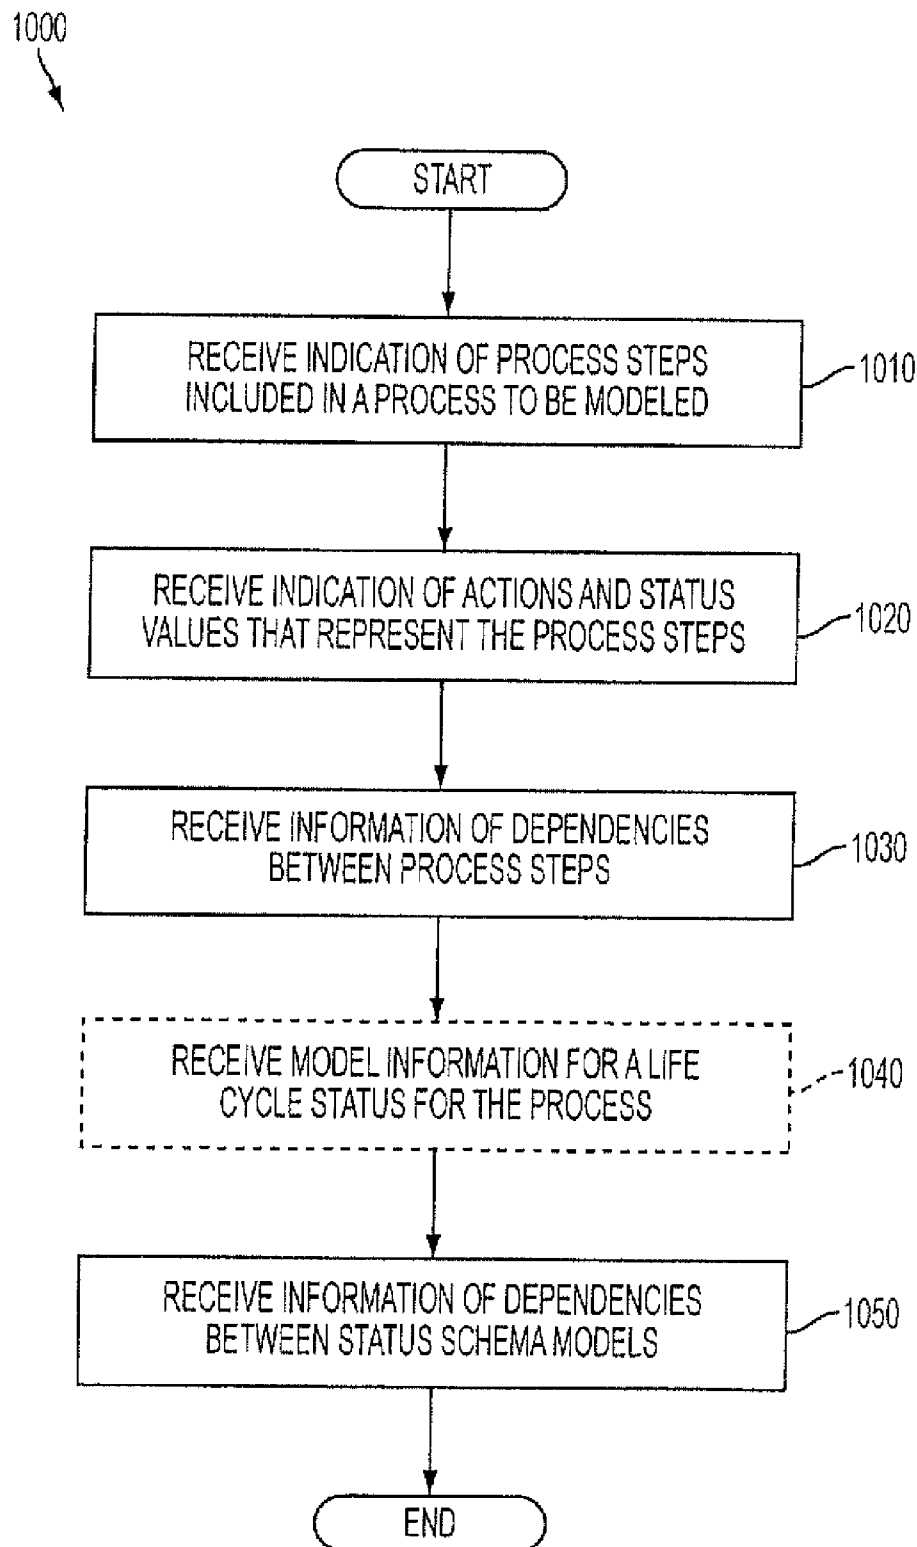 1000
START
RECEIVE INDICATION OF PROCESS STEPS
INCLUDED IN A PROCESS TO BE MODELED
1010
RECEIVE INDICATION OF ACTIONS AND STATUS
VALUES THAT REPRESENT THE PROCESS STEPS
1020
RECEIVE INFORMATION OF DEPENDENCIES
BETWEEN PROCESS STEPS
1030
RECEIVE MODEL INFORMATION FOR A LIFE
CYCLE STATUS FOR THE PROCESS
1040
RECEIVE INFORMATION OF DEPENDENCIES
BETWEEN STATUS SCHEMA MODELS
1050
END